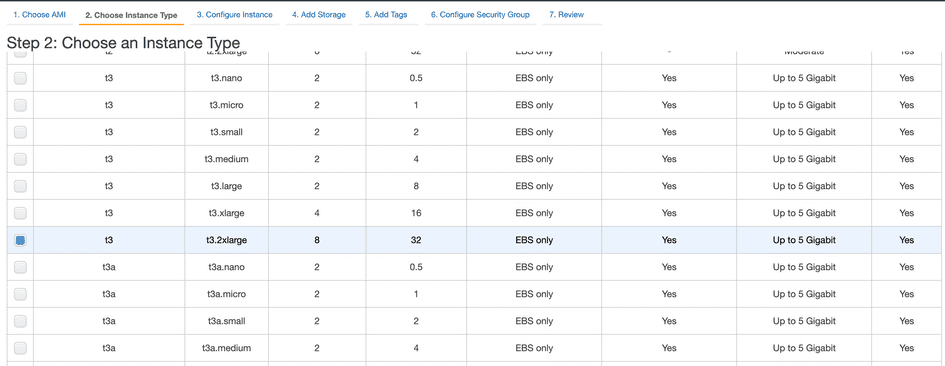 1. Choose AMI 2. Choose Instance Type 3. Configure Instance 4. Add Storage 5. Add Tags 6. Configure Security Group 7. Review
Step 2: Choose an Instance Type
t3 t3.nano 2 0.5 EBS only Yes Up to 5 Gigabit Yes
t3 t3.micro 2 1 EBS only Yes Up to 5 Gigabit Yes
t3 t3.small 2 2 EBS only Yes Up to 5 Gigabit Yes
t3 t3.medium 2 4 EBS only Yes Up to 5 Gigabit Yes
t3 t3.large 2 8 EBS only Yes Up to 5 Gigabit Yes
t3 t3.xlarge 4 16 EBS only Yes Up to 5 Gigabit Yes
t3 t3.2xlarge 8 32 EBS only Yes Up to 5 Gigabit Yes
t3a t3a.nano 2 0.5 EBS only Yes Up to 5 Gigabit Yes
t3a t3a.micro 2 1 EBS only Yes Up to 5 Gigabit Yes
t3a t3a.small 2 2 EBS only Yes Up to 5 Gigabit Yes
t3a t3a.medium 2 4 EBS only Yes Up to 5 Gigabit Yes